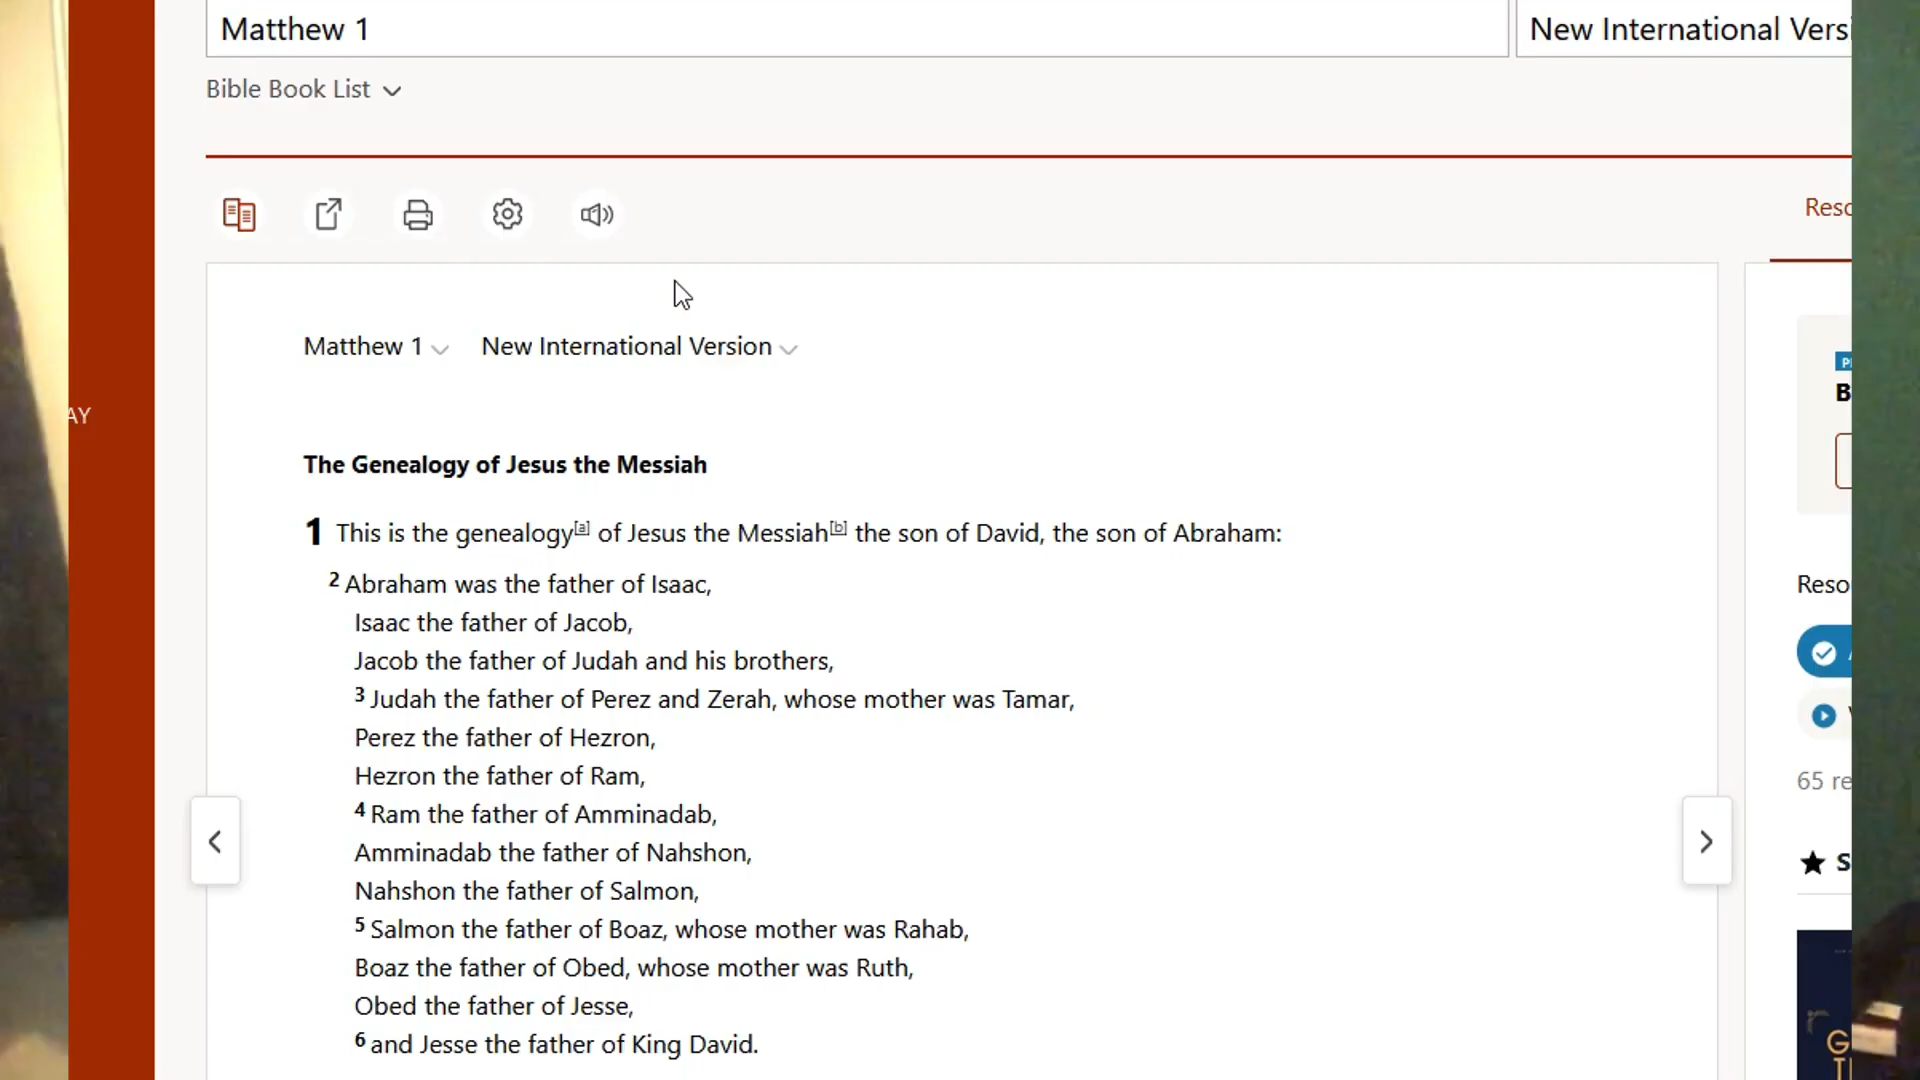 Matthew 1
New International Versi
Bible Book List
Reso
Matthew 1 New International Version
AY
The Genealogy of Jesus the Messiah
1 This is the genealogy[a] of Jesus the Messiah[b] the son of David, the son of Abraham:
2 Abraham was the father of Isaac,
Isaac the father of Jacob,
Jacob the father of Judah and his brothers,
3 Judah the father of Perez and Zerah, whose mother was Tamar,
Perez the father of Hezron,
Hezron the father of Ram,
4 Ram the father of Amminadab,
Amminadab the father of Nahshon,
Nahshon the father of Salmon,
5 Salmon the father of Boaz, whose mother was Rahab,
Boaz the father of Obed, whose mother was Ruth,
Obed the father of Jesse,
6 and Jesse the father of King David.
B
Reso
65 re
S
G